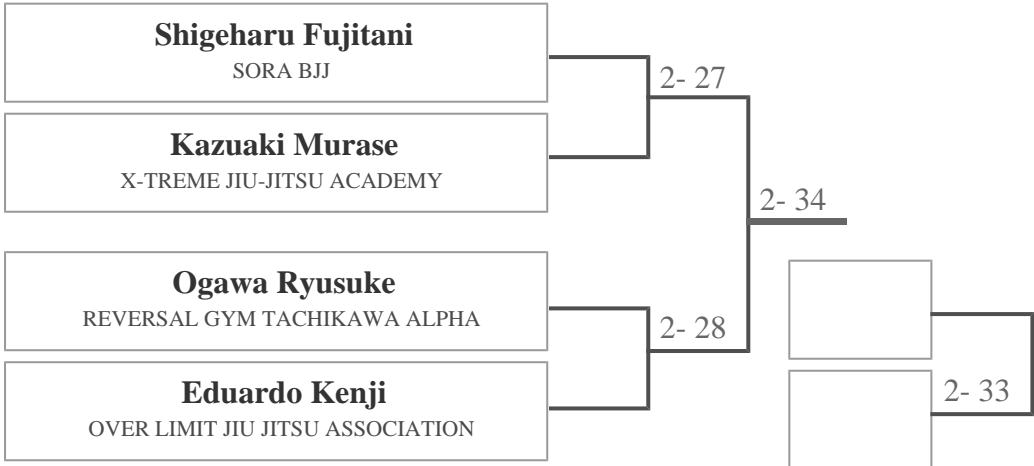 Shigeharu Fujitani
SORA BJJ
2- 27
Kazuaki Murase
X-TREME JIU-JITSU ACADEMY
2- 34
Ogawa Ryusuke
REVERSAL GYM TACHIKAWA ALPHA
2- 28
Eduardo Kenji
OVER LIMIT JIU JITSU ASSOCIATION
2- 33